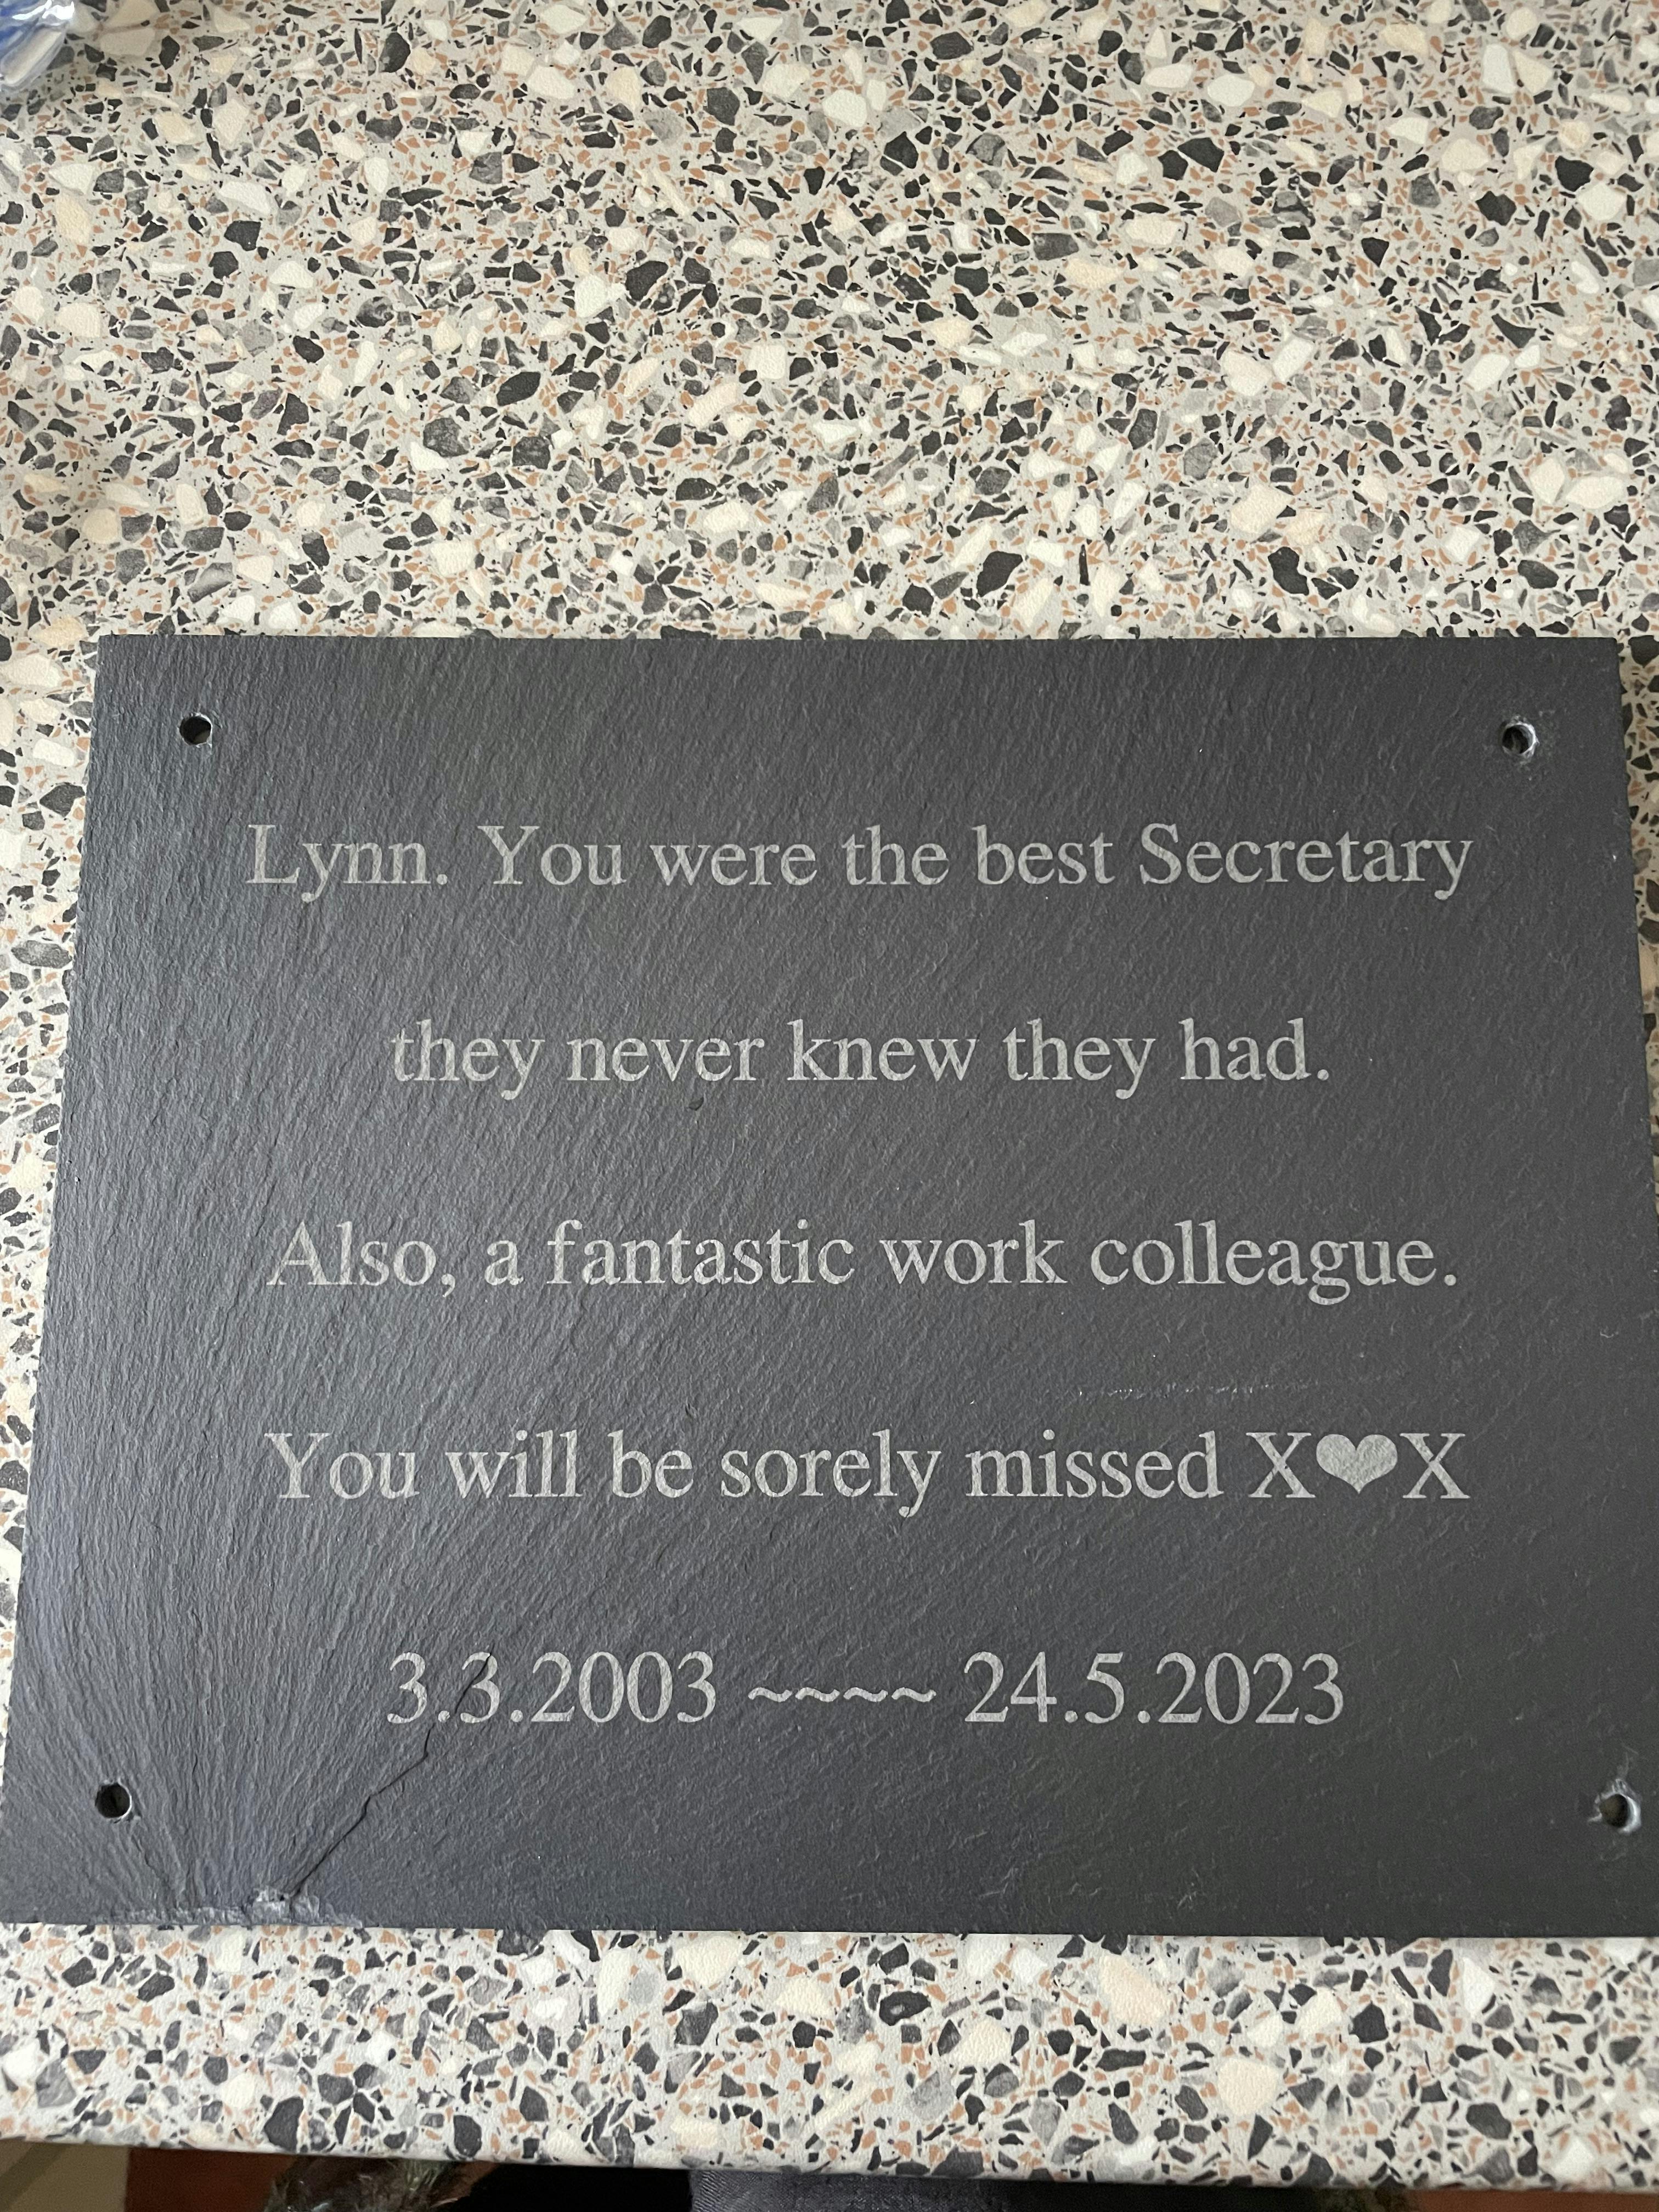 Lynn. You were the best Secretary
they never knew they had.
Also, a fantastic work colleague.
You will be sorely missed X❤X
3.3.2003 ~~~~ 24.5.2023